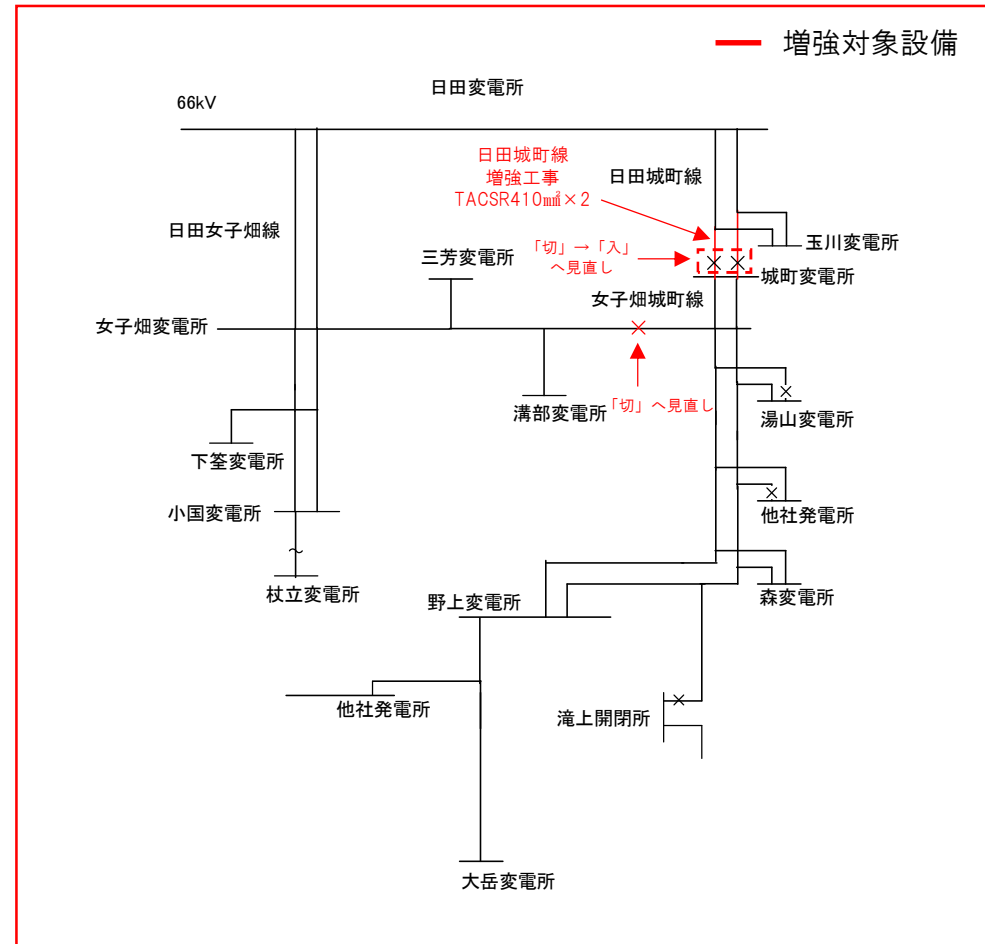 増強対象設備
日田変電所
66kV
日田城町線
増強工事
TACSR410m㎡×2
日田城町線
日田女子畑線
玉川変電所
三芳変電所
「切」→「入」
へ見直し
城町変電所
女子畑城町線
女子畑変電所
溝部変電所
「切」へ見直し
湯山変電所
下筌変電所
小国変電所
他社発電所
杖立変電所
野上変電所
森変電所
他社発電所
滝上開閉所
大岳変電所